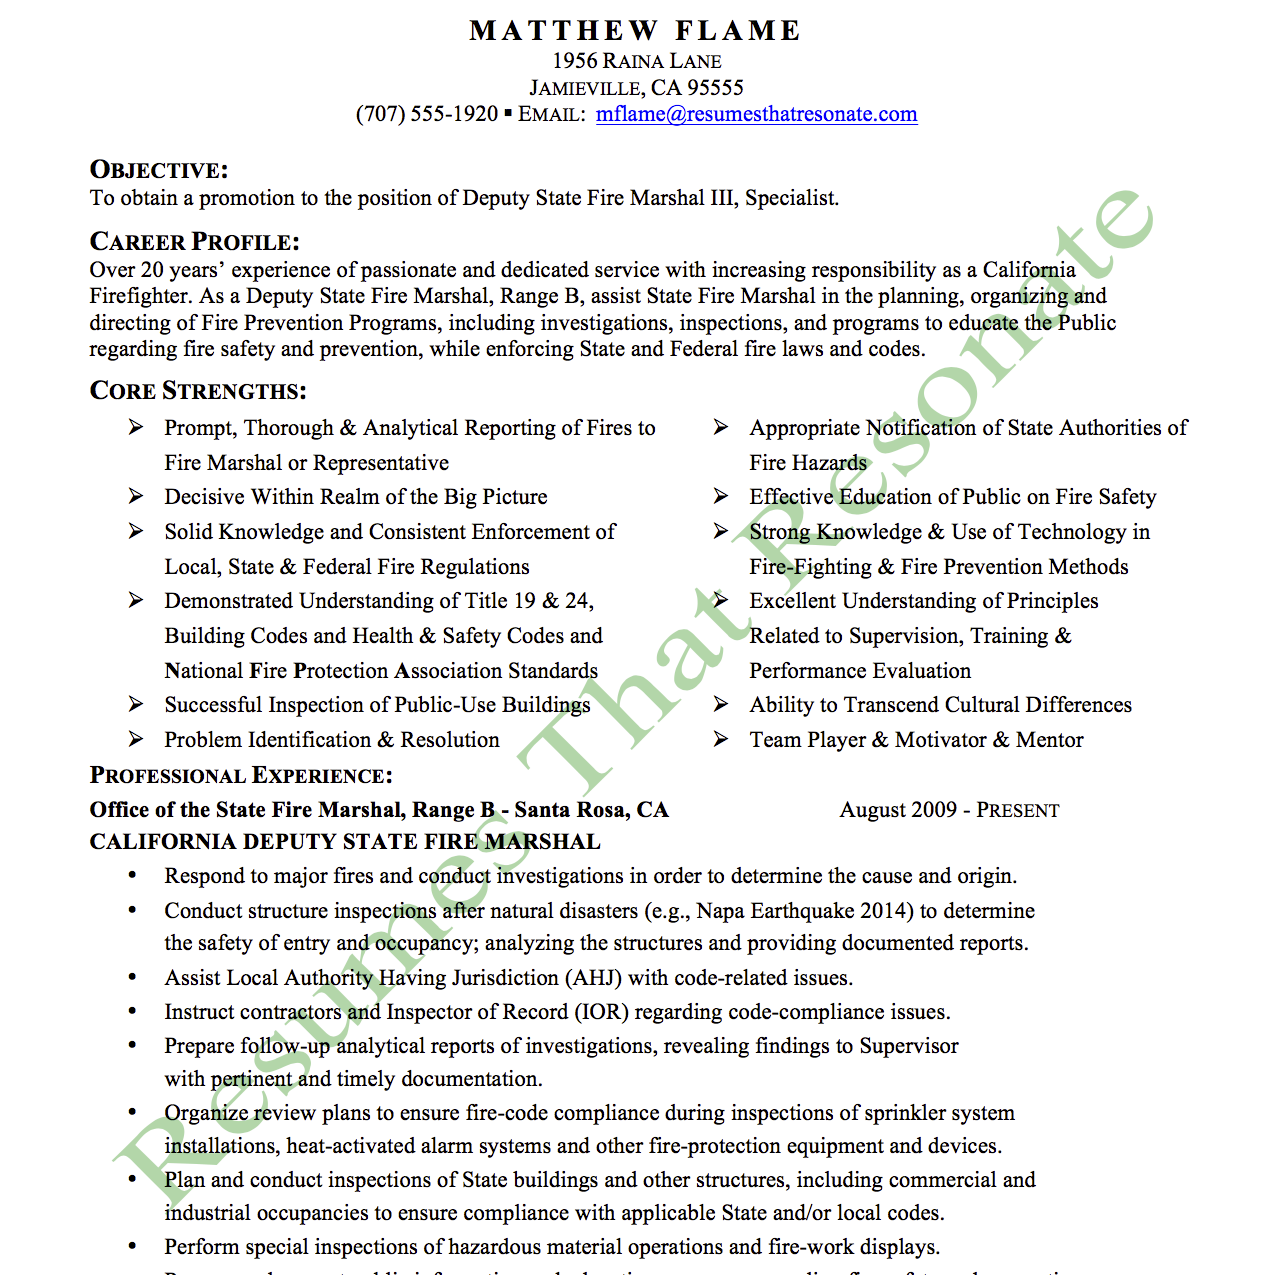 MATTHEW FLAME
1956 RAINA LANE
JAMIEVILLE, CA 95555
(707) 555-1920 ▪ EMAIL: mflame@resumesthatresonate.com
OBJECTIVE:
To obtain a promotion to the position of Deputy State Fire Marshal III, Specialist.
CAREER PROFILE:
Over 20 years’ experience of passionate and dedicated service with increasing responsibility as a California
Firefighter. As a Deputy State Fire Marshal, Range B, assist State Fire Marshal in the planning, organizing and
directing of Fire Prevention Programs, including investigations, inspections, and programs to educate the Public
regarding fire safety and prevention, while enforcing State and Federal fire laws and codes.
CORE STRENGTHS:
➢ Prompt, Thorough & Analytical Reporting of Fires to
Fire Marshal or Representative
➢ Decisive Within Realm of the Big Picture
➢ Solid Knowledge and Consistent Enforcement of
Local, State & Federal Fire Regulations
➢ Demonstrated Understanding of Title 19 & 24,
Building Codes and Health & Safety Codes and
National Fire Protection Association Standards
➢ Successful Inspection of Public-Use Buildings
➢ Problem Identification & Resolution
➢ Appropriate Notification of State Authorities of
Fire Hazards
➢ Effective Education of Public on Fire Safety
➢ Strong Knowledge & Use of Technology in
Fire-Fighting & Fire Prevention Methods
➢ Excellent Understanding of Principles
Related to Supervision, Training &
Performance Evaluation
➢ Ability to Transcend Cultural Differences
➢ Team Player & Motivator & Mentor
PROFESSIONAL EXPERIENCE:
Office of the State Fire Marshal, Range B - Santa Rosa, CA August 2009 - PRESENT
CALIFORNIA DEPUTY STATE FIRE MARSHAL
• Respond to major fires and conduct investigations in order to determine the cause and origin.
• Conduct structure inspections after natural disasters (e.g., Napa Earthquake 2014) to determine
the safety of entry and occupancy; analyzing the structures and providing documented reports.
• Assist Local Authority Having Jurisdiction (AHJ) with code-related issues.
• Instruct contractors and Inspector of Record (IOR) regarding code-compliance issues.
• Prepare follow-up analytical reports of investigations, revealing findings to Supervisor
with pertinent and timely documentation.
• Organize review plans to ensure fire-code compliance during inspections of sprinkler system
installations, heat-activated alarm systems and other fire-protection equipment and devices.
• Plan and conduct inspections of State buildings and other structures, including commercial and
industrial occupancies to ensure compliance with applicable State and/or local codes.
• Perform special inspections of hazardous material operations and fire-work displays.
Resumes That Resonate